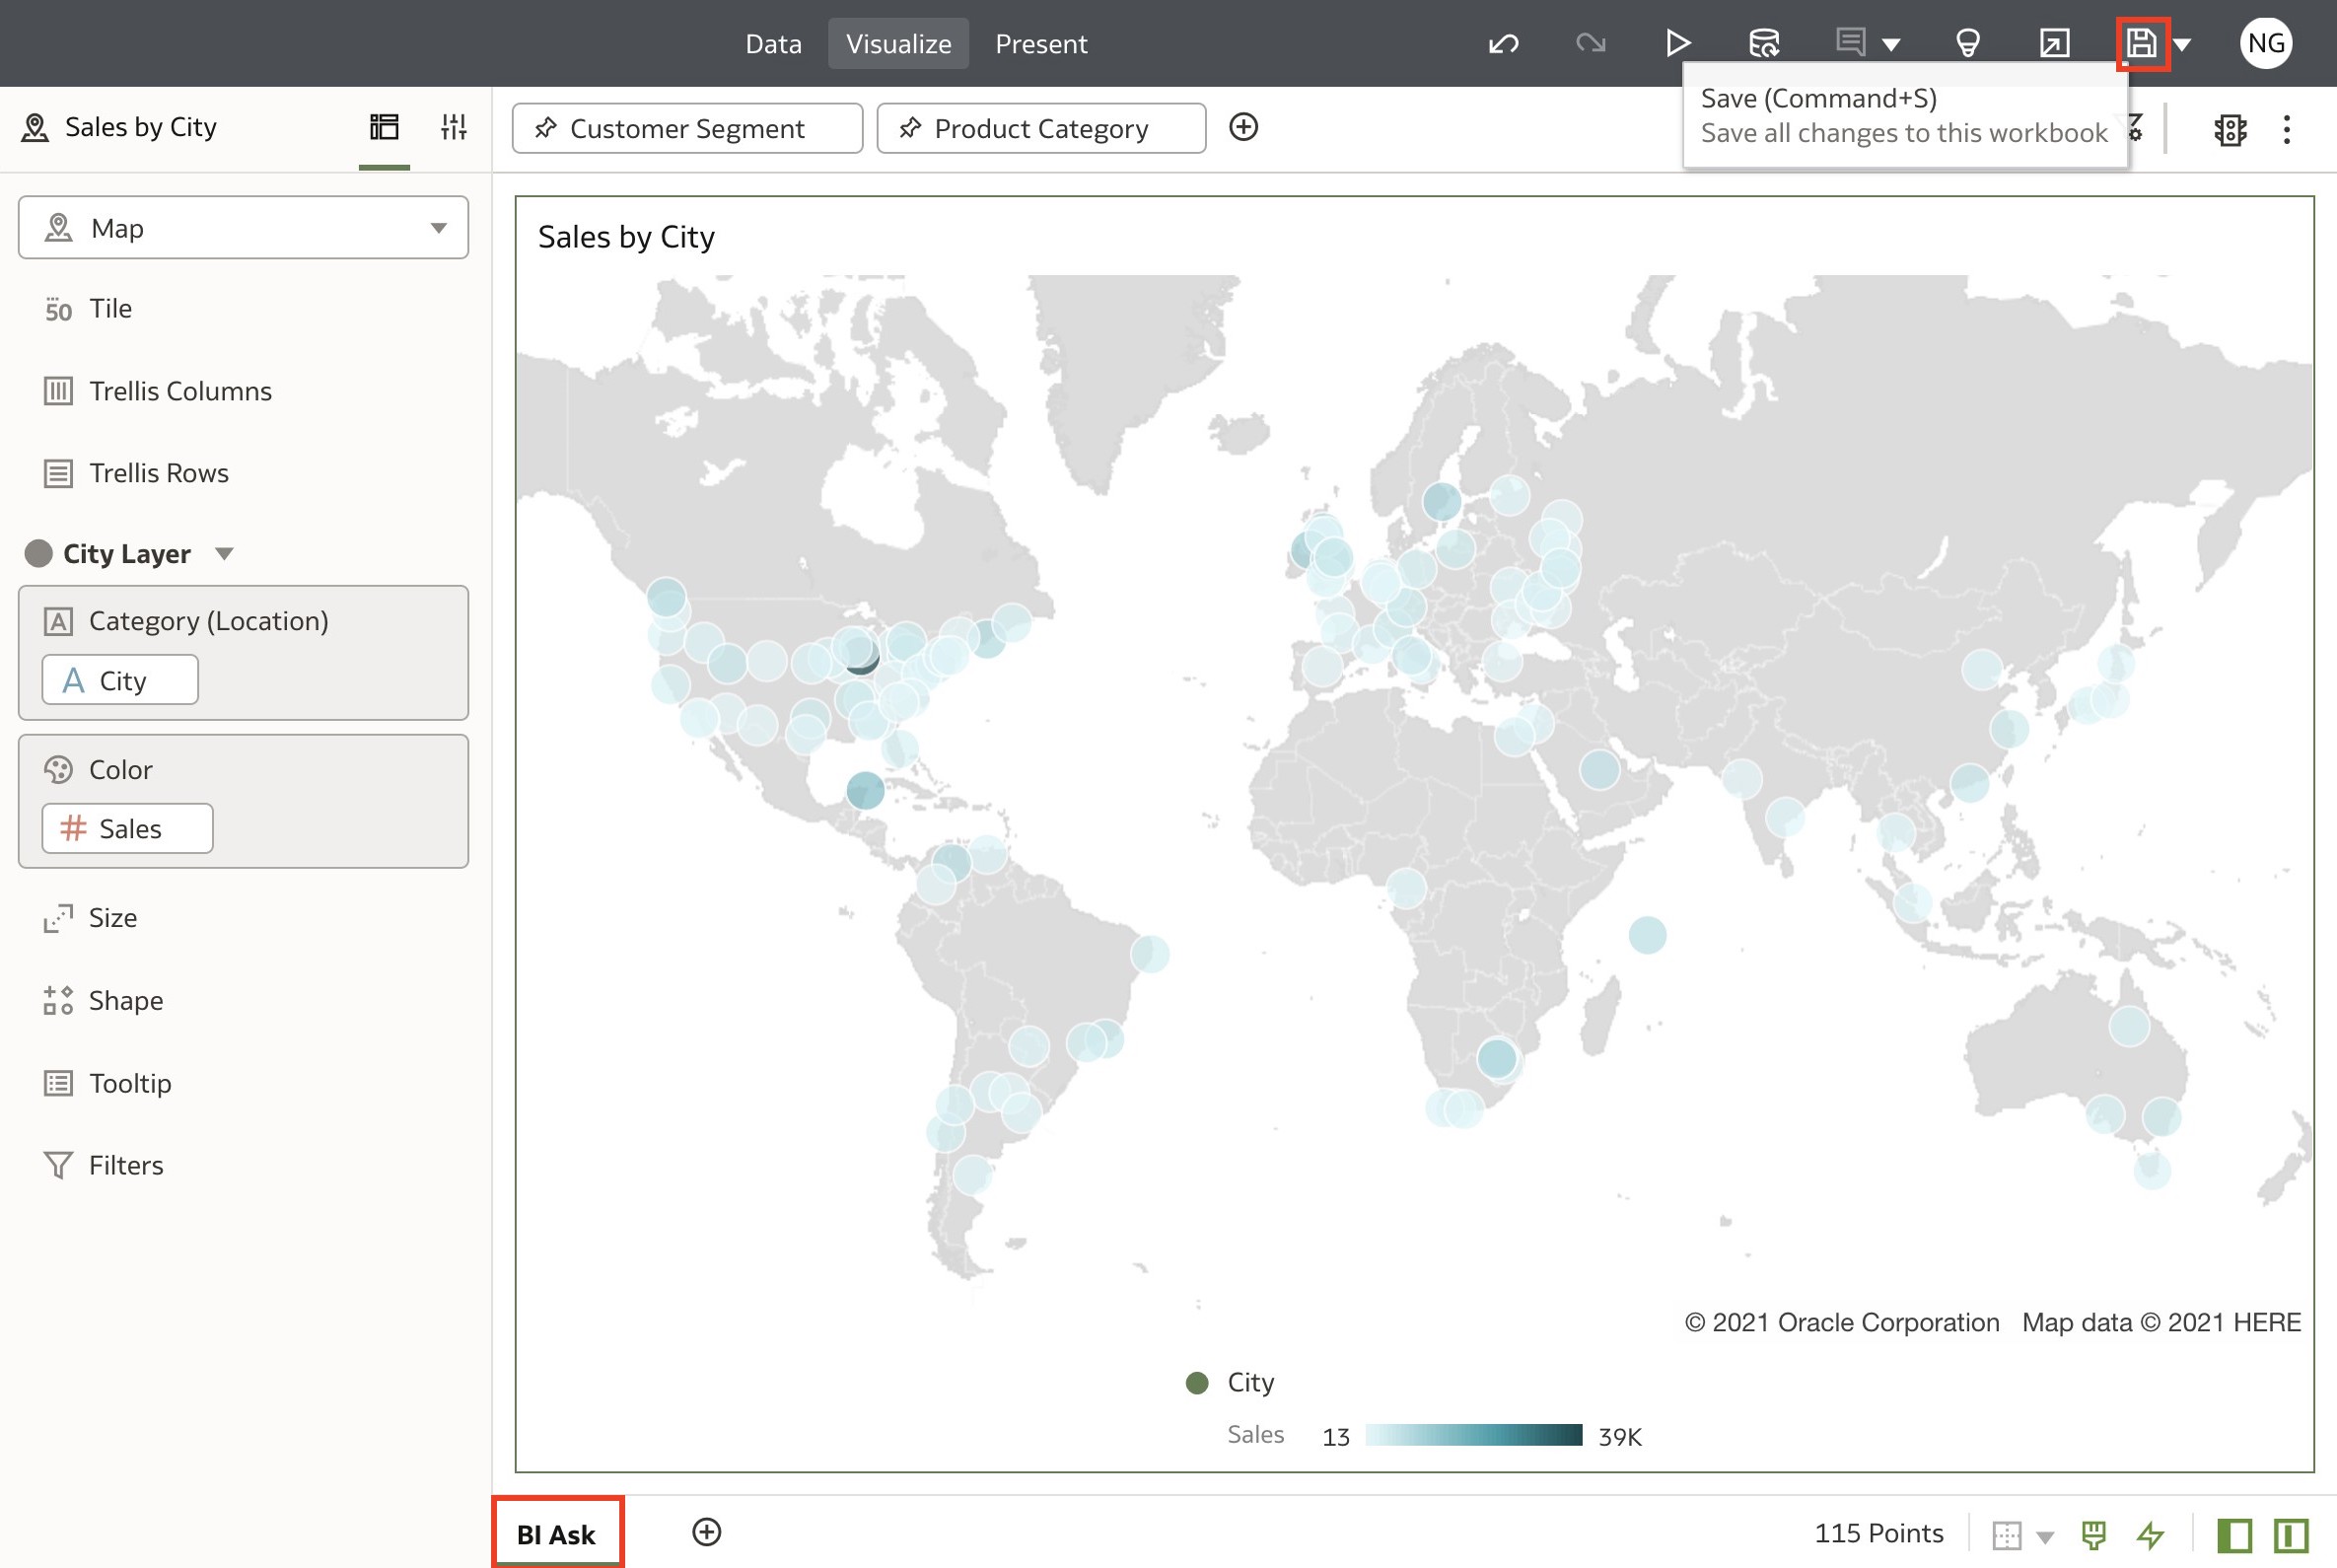 Data Visualize Present
NG
Save (Command+S)
Save all changes to this workbook
Sales by City
Customer Segment
Product Category
Map
50 Tile
Trellis Columns
Trellis Rows
City Layer
A Category (Location)
A City
Color
# Sales
Size
Shape
Tooltip
Filters
Sales by City
© 2021 Oracle Corporation Map data © 2021 HERE
City
Sales 13 39K
BI Ask
115 Points